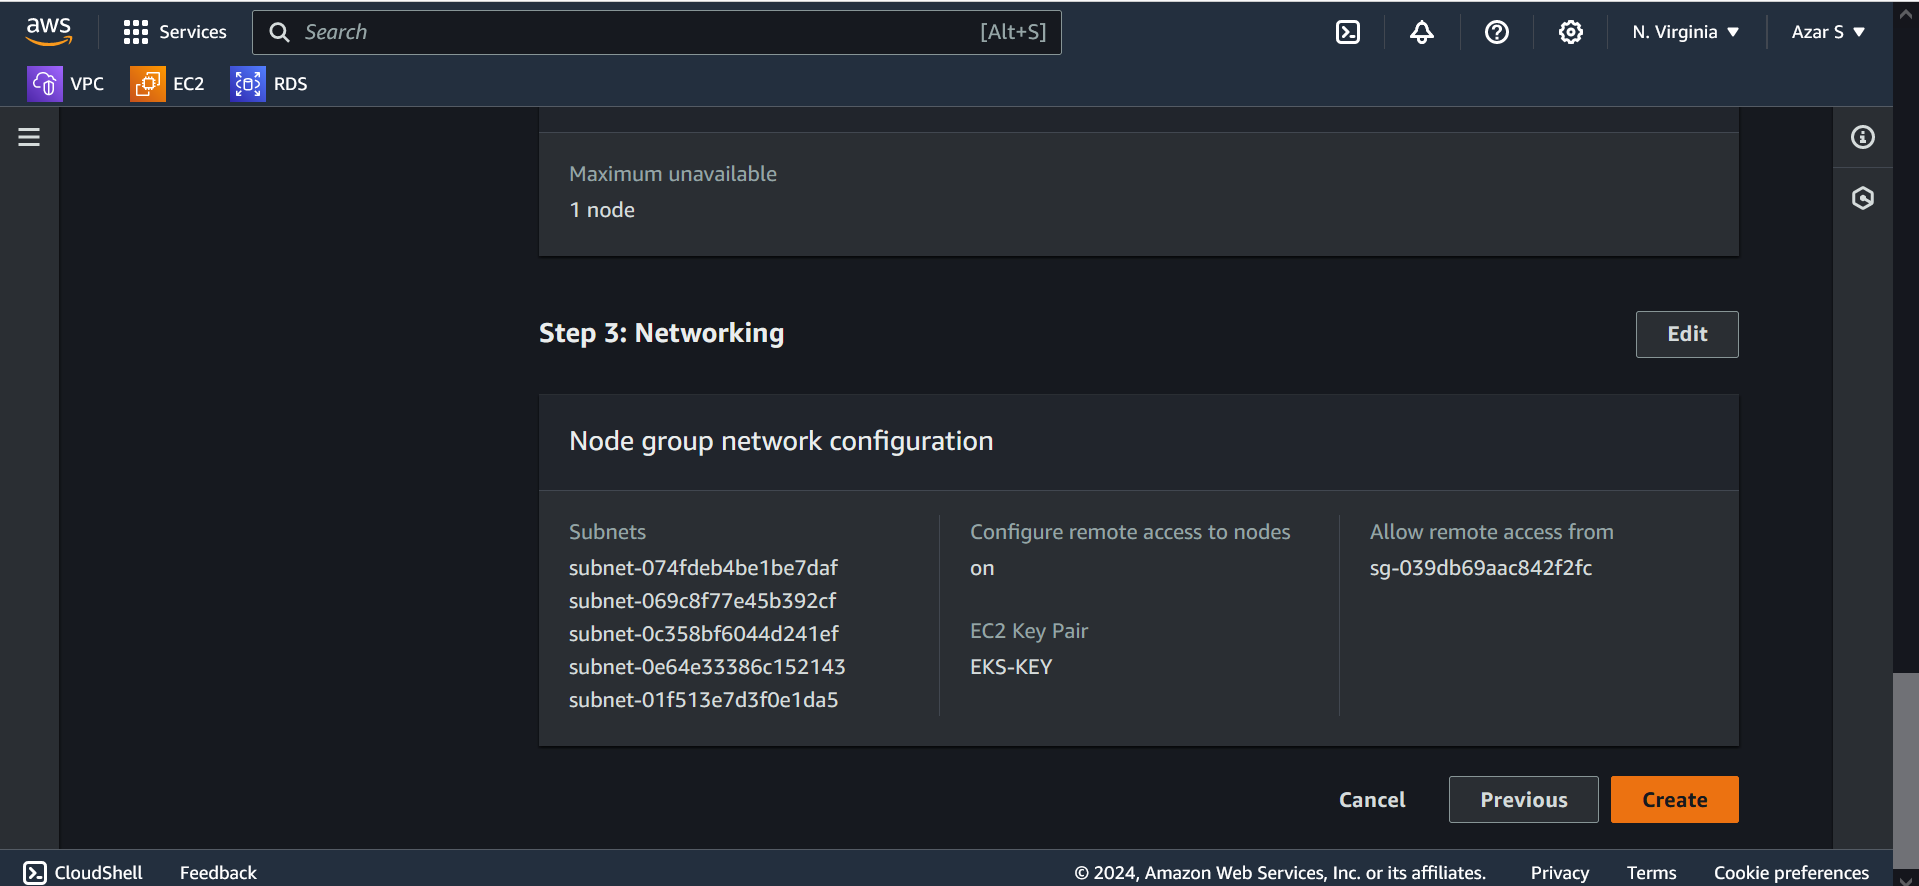 aws
Services
Search [Alt+S]
N. Virginia
Azar S
VPC
EC2
RDS
Maximum unavailable
1 node
Step 3: Networking
Edit
Node group network configuration
Subnets
subnet-074fdeb4be1be7daf
subnet-069c8f77e45b392cf
subnet-0c358bf6044d241ef
subnet-0e64e33386c152143
subnet-01f513e7d3f0e1da5
Configure remote access to nodes
on
EC2 Key Pair
EKS-KEY
Allow remote access from
sg-039db69aac842f2fc
Cancel
Previous
Create
CloudShell
Feedback
© 2024, Amazon Web Services, Inc. or its affiliates.
Privacy
Terms
Cookie preferences